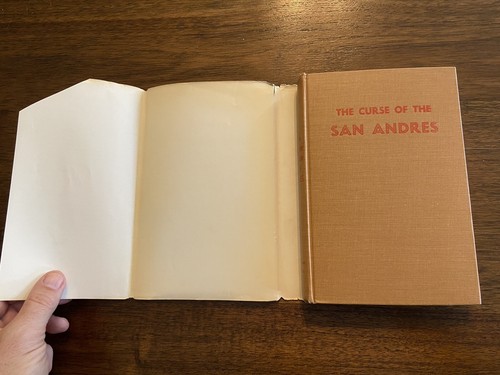 THE CURSE OF THE
SAN ANDRES